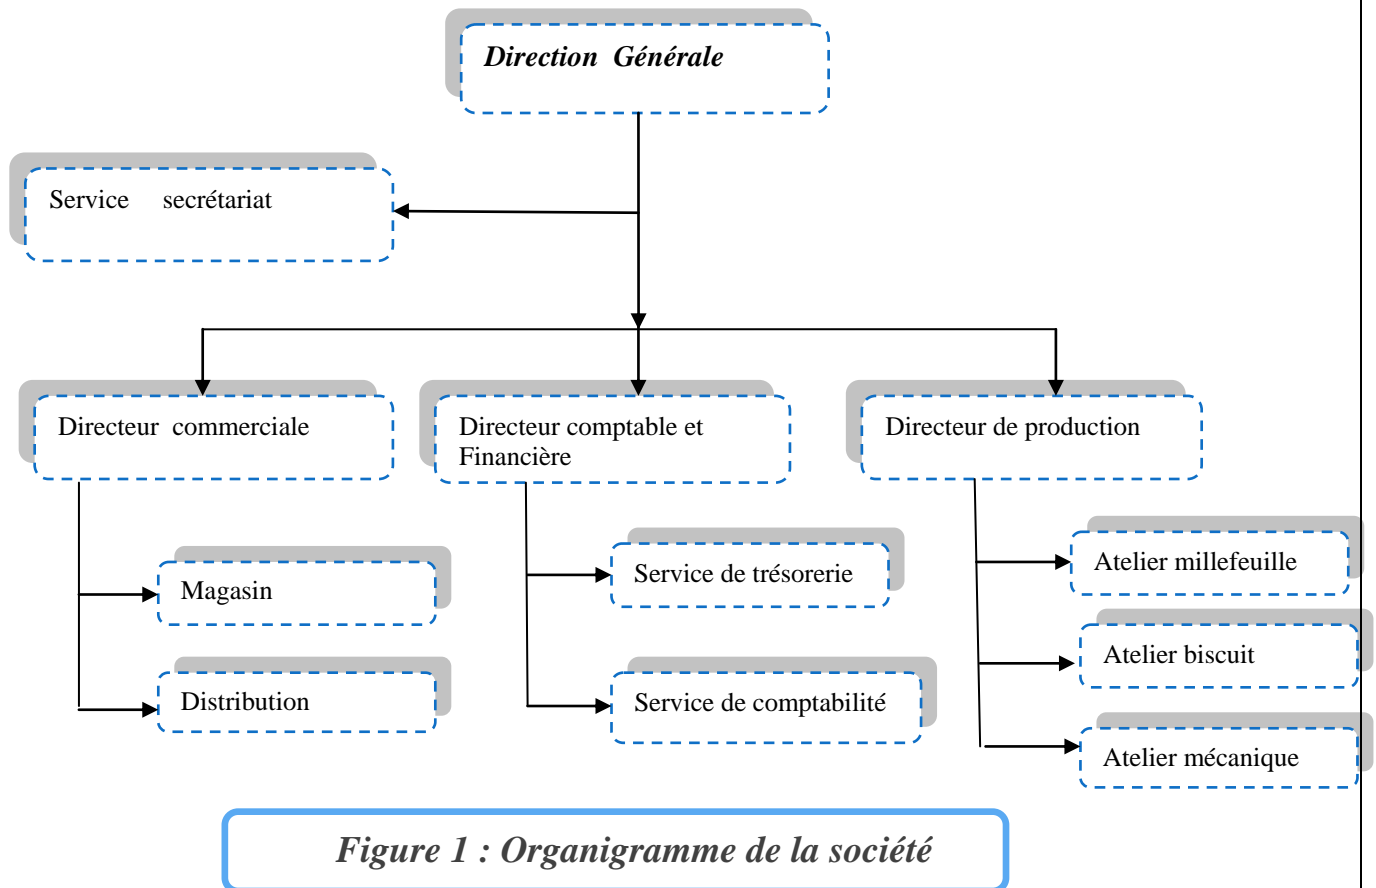 Direction Générale
Service secrétariat
Directeur commerciale
Directeur comptable et
Financière
Directeur de production
Magasin
Distribution
Service de trésorerie
Service de comptabilité
Atelier millefeuille
Atelier biscuit
Atelier mécanique
Figure 1 : Organigramme de la société